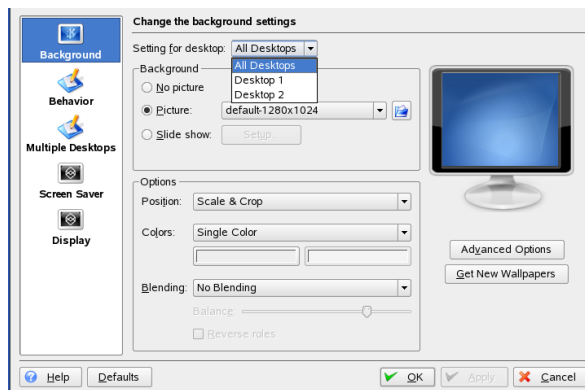 Change the background settings
Background
Behavior
Multiple Desktops
Screen Saver
Display
Setting for desktop: All Desktops
All Desktops
Desktop 1
Desktop 2
Background
No picture
Picture: default-1280x1024
Slide show: Setup...
Options
Position: Scale & Crop
Colors: Single Color
Blending: No Blending
Balance:
Reverse roles
Advanced Options
Get New Wallpapers
Help
Defaults
OK
Apply
Cancel